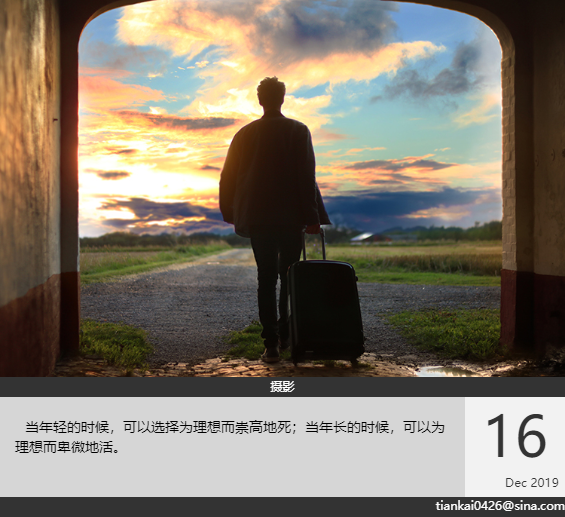 摄影
当年轻的时候，可以选择为理想而崇高地死；当年长的时候，可以为
理想而卑微地活。
16
Dec 2019
tiankai0426@sina.com